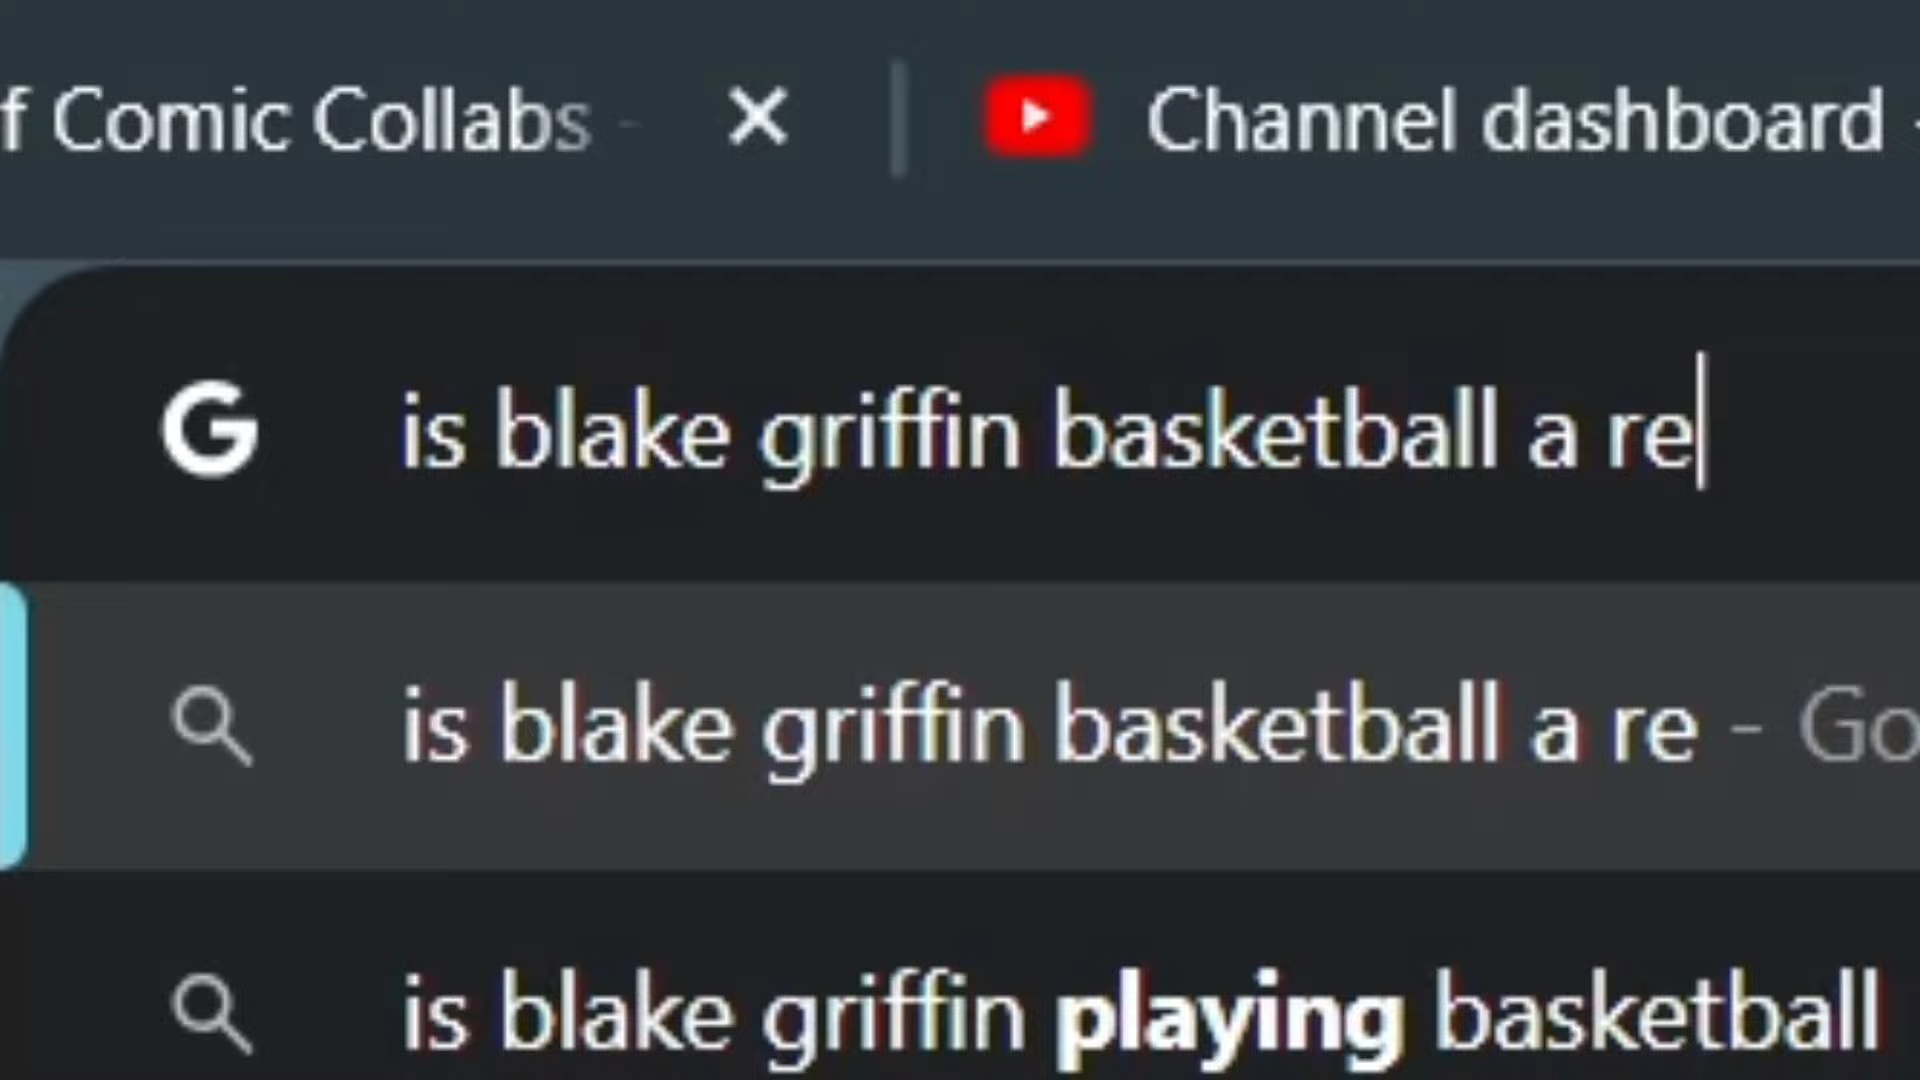 f Comic Collabs -
Channel dashboard -
is blake griffin basketball a re
is blake griffin basketball a re - Go
is blake griffin playing basketball